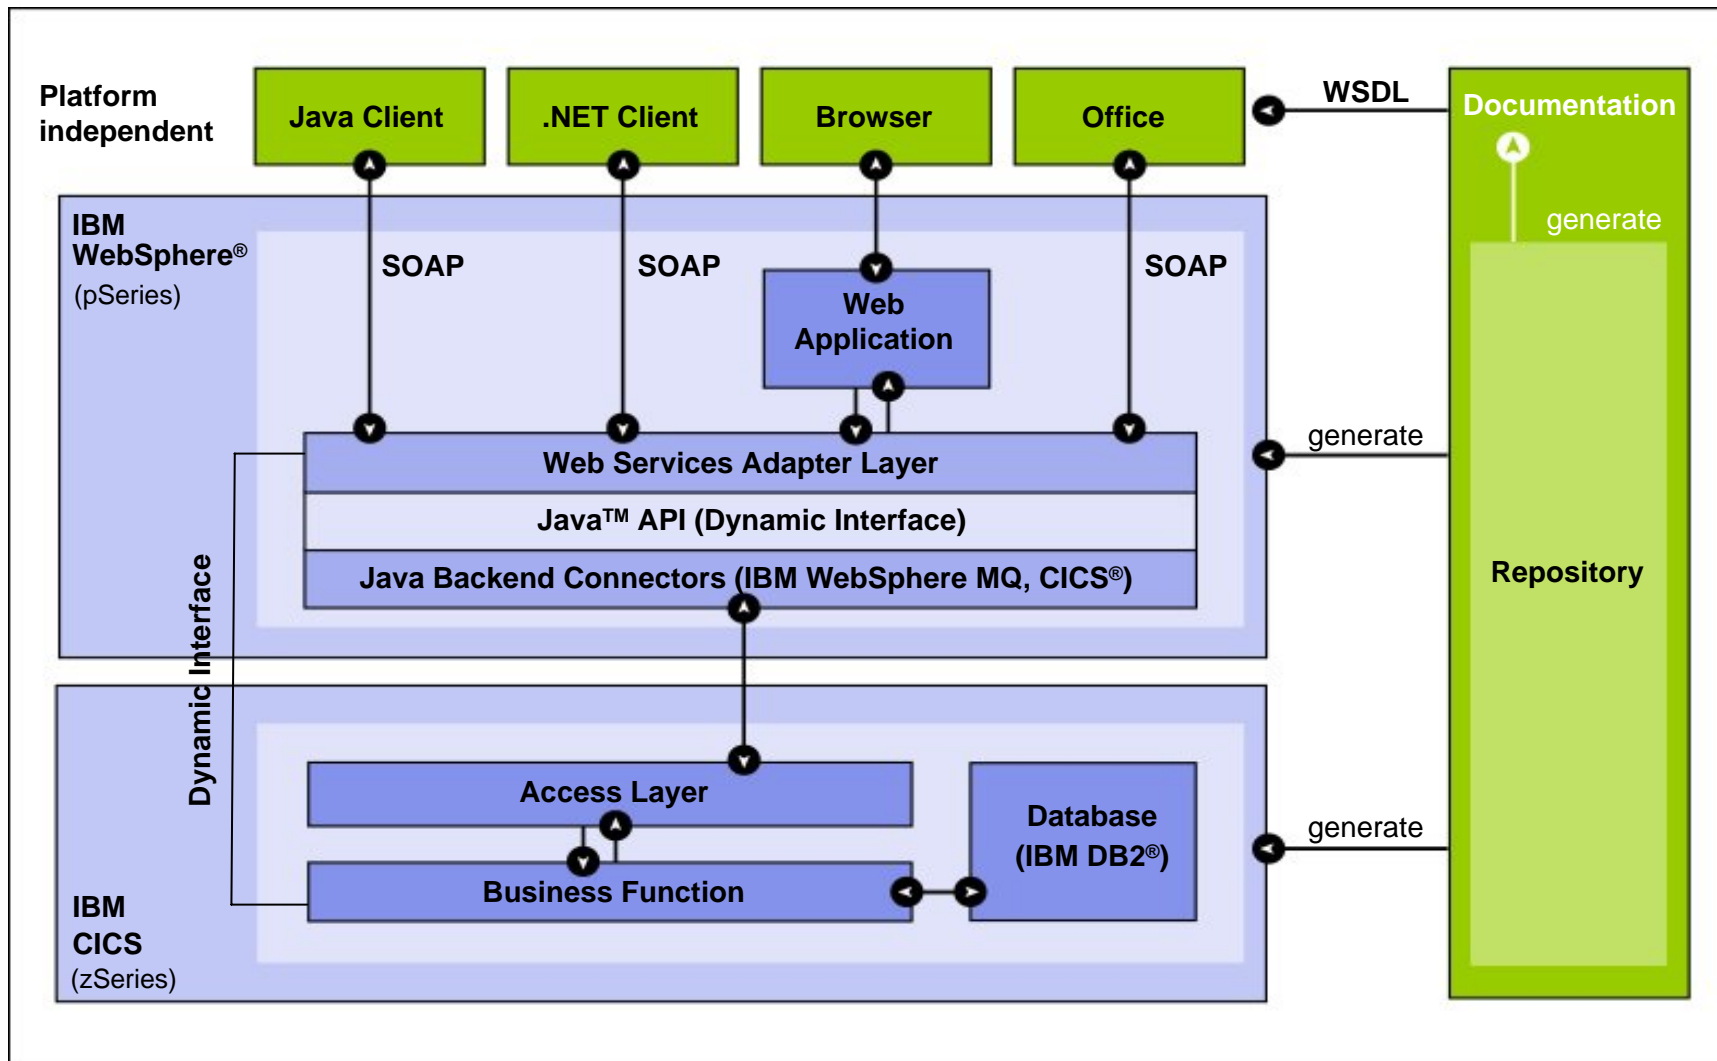 Platform
independent
Java Client
.NET Client
Browser
Office
WSDL
Documentation
generate
IBM
WebSphere®
(pSeries)
SOAP
SOAP
SOAP
Web
Application
Web Services Adapter Layer
generate
Java™ API (Dynamic Interface)
Java Backend Connectors (IBM WebSphere MQ, CICS®)
Repository
Dynamic Interface
Access Layer
Database
(IBM DB2®)
generate
Business Function
IBM
CICS
(zSeries)